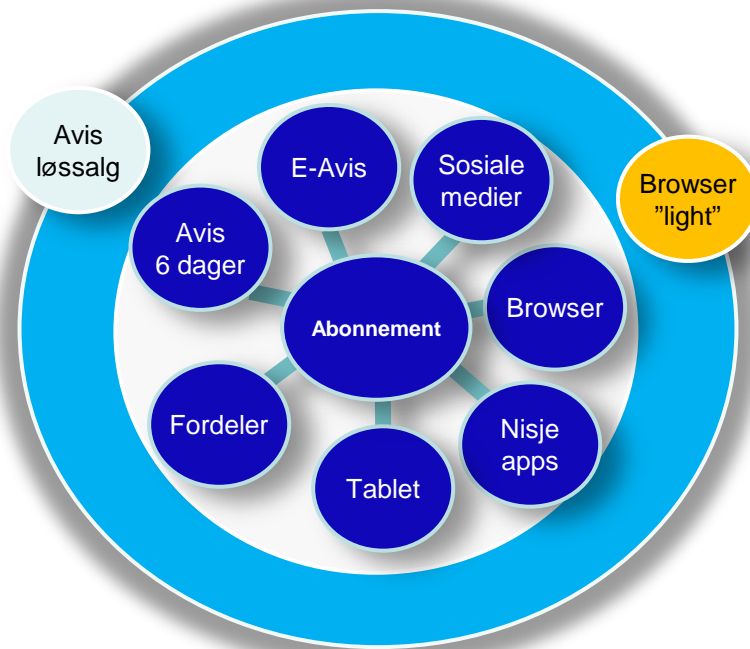 Avis
løssalg
E-Avis
Sosiale
medier
Browser
”light”
Avis
6 dager
Browser
Abonnement
Fordeler
Nisje
apps
Tablet